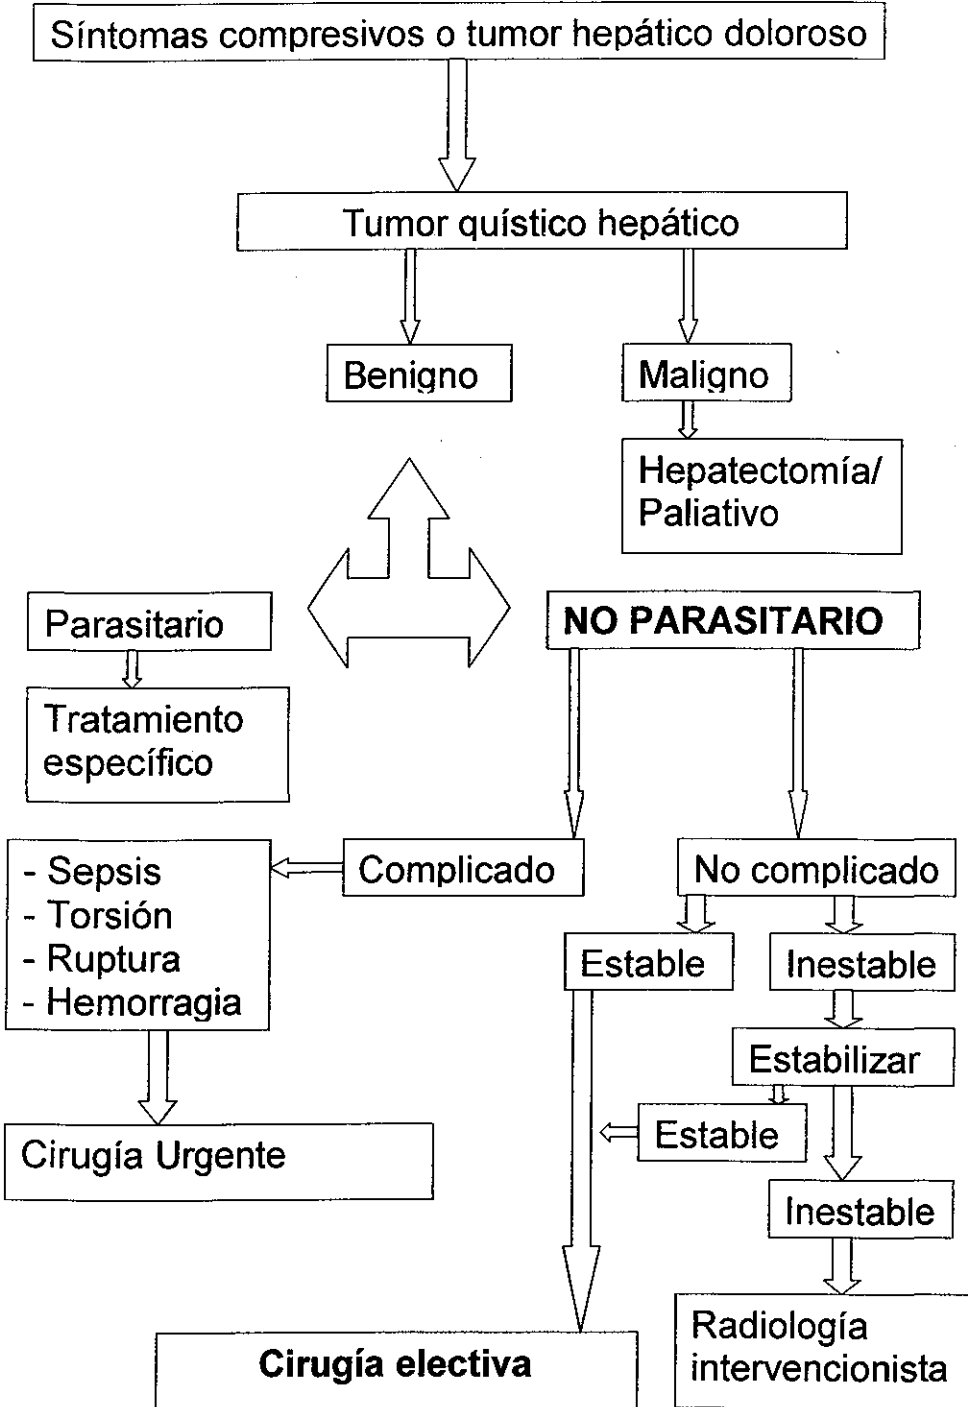 Síntomas compresivos o tumor hepático doloroso
Tumor quístico hepático
Benigno
Maligno
Hepatectomía/
Paliativo
Parasitario
NO PARASITARIO
Tratamiento
específico
- Sepsis
- Torsión
- Ruptura
- Hemorragia
Complicado
No complicado
Estable
Inestable
Estabilizar
Estable
Cirugía Urgente
Inestable
Radiología
intervencionista
Cirugía electiva